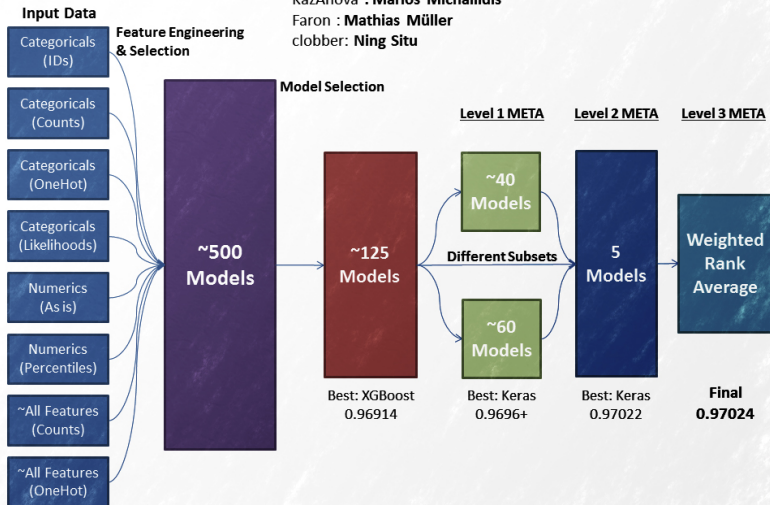 KazAnova : Marios Michailidis
Faron : Mathias Müller
clobber: Ning Situ
Input Data
Feature Engineering
& Selection
Categoricals
(IDs)
Categoricals
(Counts)
Categoricals
(OneHot)
Categoricals
(Likelihoods)
Numerics
(As is)
Numerics
(Percentiles)
~All Features
(Counts)
~All Features
(OneHot)
Model Selection
~500
Models
~125
Models
Best: XGBoost
0.96914
Level 1 META
~40
Models
Different Subsets
~60
Models
Best: Keras
0.9696+
Level 2 META
5
Models
Best: Keras
0.97022
Level 3 META
Weighted
Rank
Average
Final
0.97024